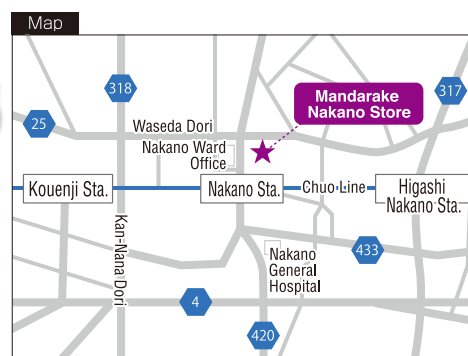 Map
318
317
Mandarake
Nakano Store
25
Waseda Dori
Nakano Ward
Office
Kouenji Sta.
Nakano Sta.
Chuo Line
Higashi
Nakano Sta.
Kan-Nana Dori
Nakano
General
Hospital
433
4
420